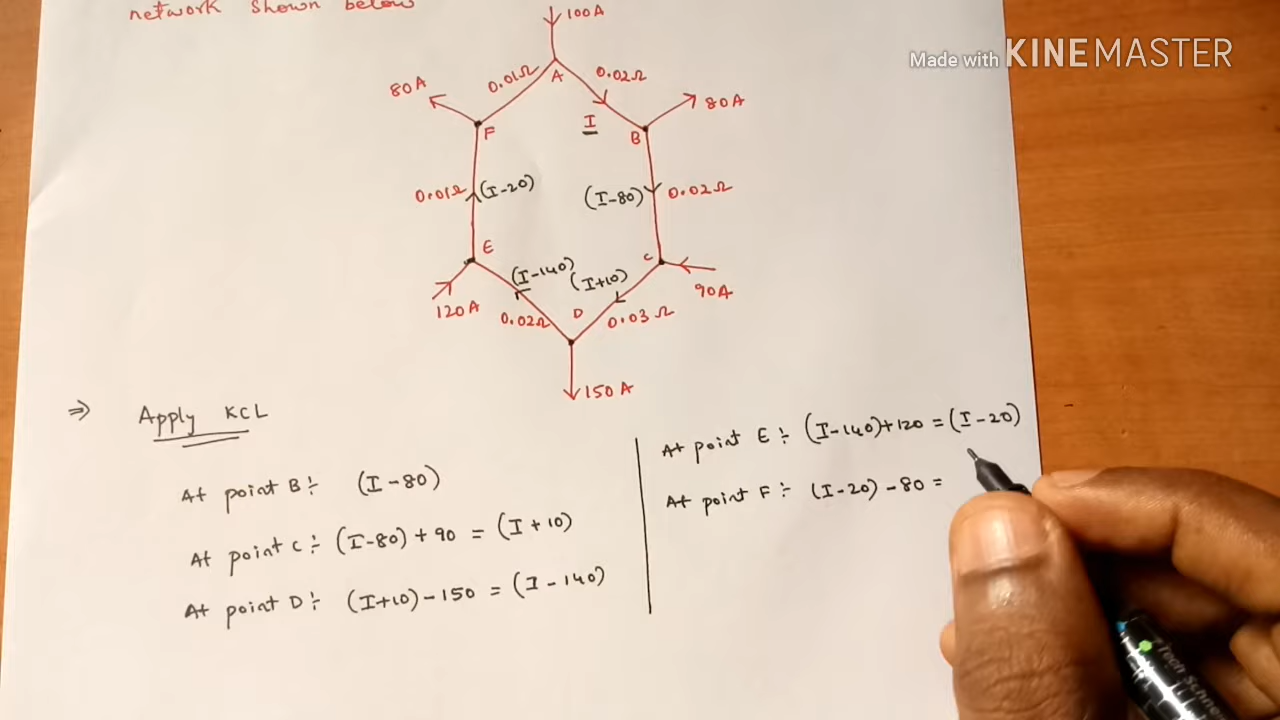 network shown below
Made with KINEMASTER
100A
80A
0.01Ω
A
0.02Ω
80A
F
I
B
0.01Ω
(I-20)
(I-80)
0.02Ω
E
C
(I-140)
(I+10)
90A
120A
0.02Ω
D
0.03Ω
150A
⇒ Apply KCL
At point B:- (I-80)
At point C:- (I-80)+90 = (I+10)
At point D:- (I+10)-150 = (I-140)
At point E:- (I-140)+120 = (I-20)
At point F:- (I-20)-80 =
Tech Schne